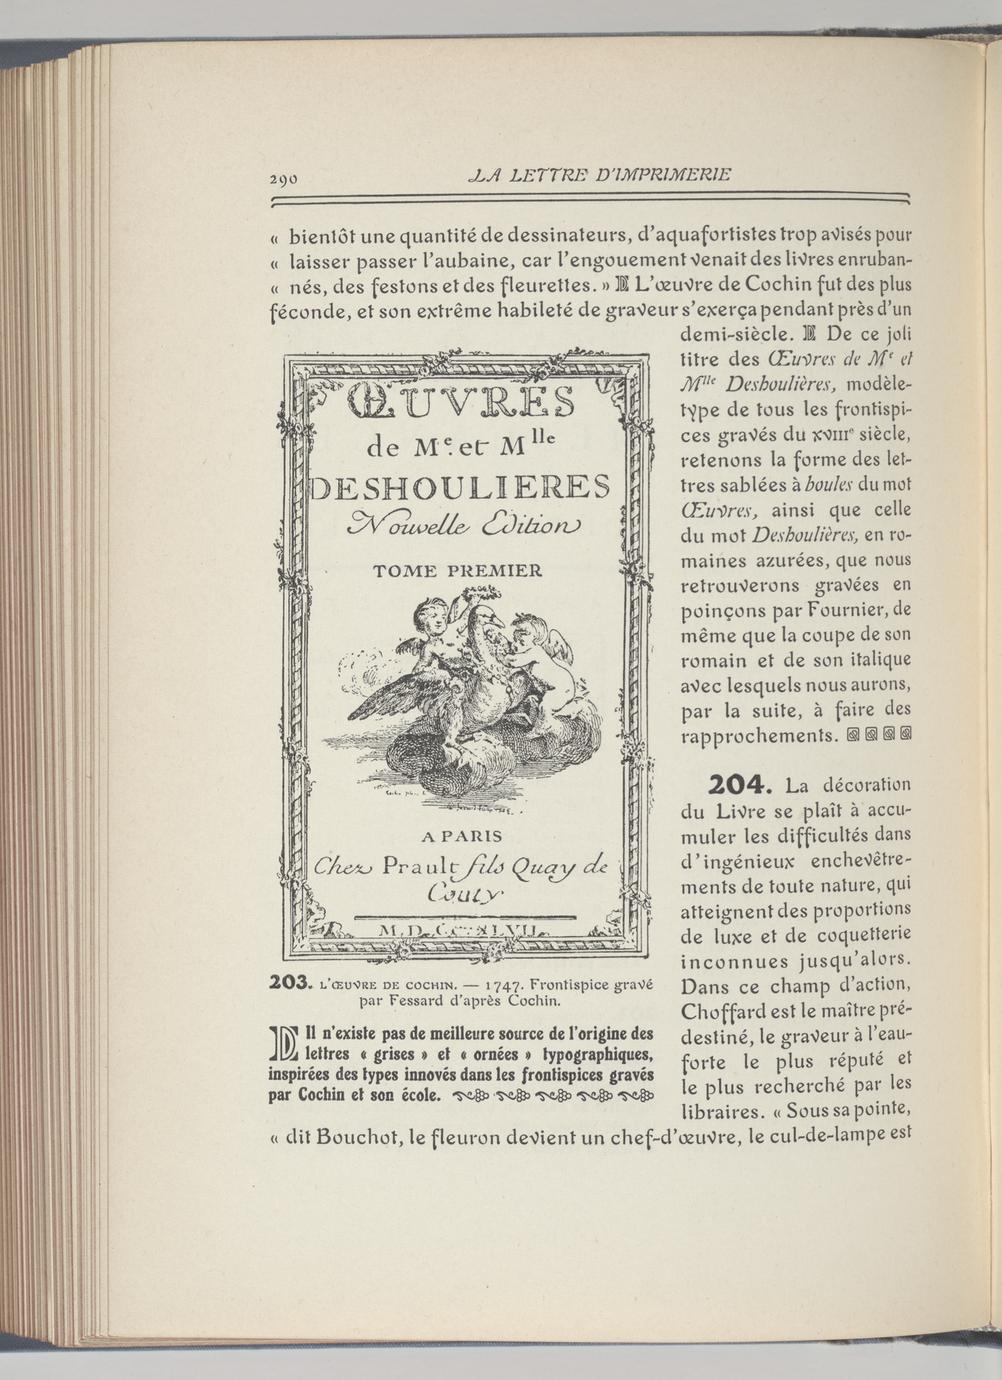 290
LA LETTRE D'IMPRIMERIE
« bientôt une quantité de dessinateurs, d'aquafortistes trop avisés pour
« laisser passer l'aubaine, car l'engouement venait des livres enruban-
« nés, des festons et des fleurettes. » L'œuvre de Cochin fut des plus
féconde, et son extrême habileté de graveur s'exerça pendant près d'un
demi-siècle. De ce joli
titre des Œuvres de Me et
Mlle Deshoulières, modèle-
type de tous les frontispi-
ces gravés du XVIIIe siècle,
retenons la forme des let-
tres sablées à boules du mot
Œuvres, ainsi que celle
du mot Deshoulières, en ro-
maines azurées, que nous
retrouverons gravées en
poinçons par Fournier, de
même que la coupe de son
romain et de son italique
avec lesquels nous aurons,
par la suite, à faire des
rapprochements.
ŒUVRES
de Me. et Mlle
DESHOULIERES
Nouvelle Edition
TOME PREMIER
A PARIS
Chez Prault fils Quay de
Conty
M.D.CC.XLVII.
203. L'ŒUVRE DE COCHIN. — 1747. Frontispice gravé
par Fessard d'après Cochin.
Il n'existe pas de meilleure source de l'origine des
lettres « grises » et « ornées » typographiques,
inspirées des types innovés dans les frontispices gravés
par Cochin et son école.
204. La décoration
du Livre se plaît à accu-
muler les difficultés dans
d'ingénieux enchevêtre-
ments de toute nature, qui
atteignent des proportions
de luxe et de coquetterie
inconnues jusqu'alors.
Dans ce champ d'action,
Choffard est le maître pré-
destiné, le graveur à l'eau-
forte le plus réputé et
le plus recherché par les
libraires. « Sous sa pointe,
« dit Bouchot, le fleuron devient un chef-d'œuvre, le cul-de-lampe est